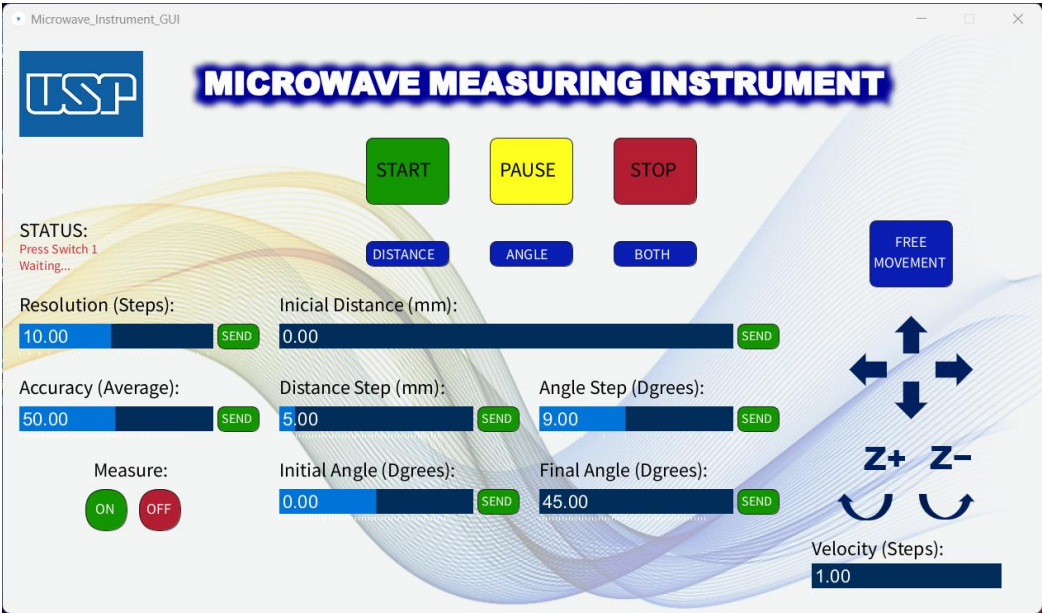 Microwave_Instrument_GUI
USP
MICROWAVE MEASURING INSTRUMENT
START PAUSE STOP
STATUS:
Press Switch 1
Waiting...
DISTANCE ANGLE BOTH
FREE
MOVEMENT
Resolution (Steps): Inicial Distance (mm):
10.00 SEND 0.00 SEND
Accuracy (Average): Distance Step (mm): Angle Step (Dgrees):
50.00 SEND 5.00 SEND 9.00 SEND
Z+ Z-
Measure: Initial Angle (Dgrees): Final Angle (Dgrees):
ON OFF 0.00 SEND 45.00 SEND
Velocity (Steps):
1.00